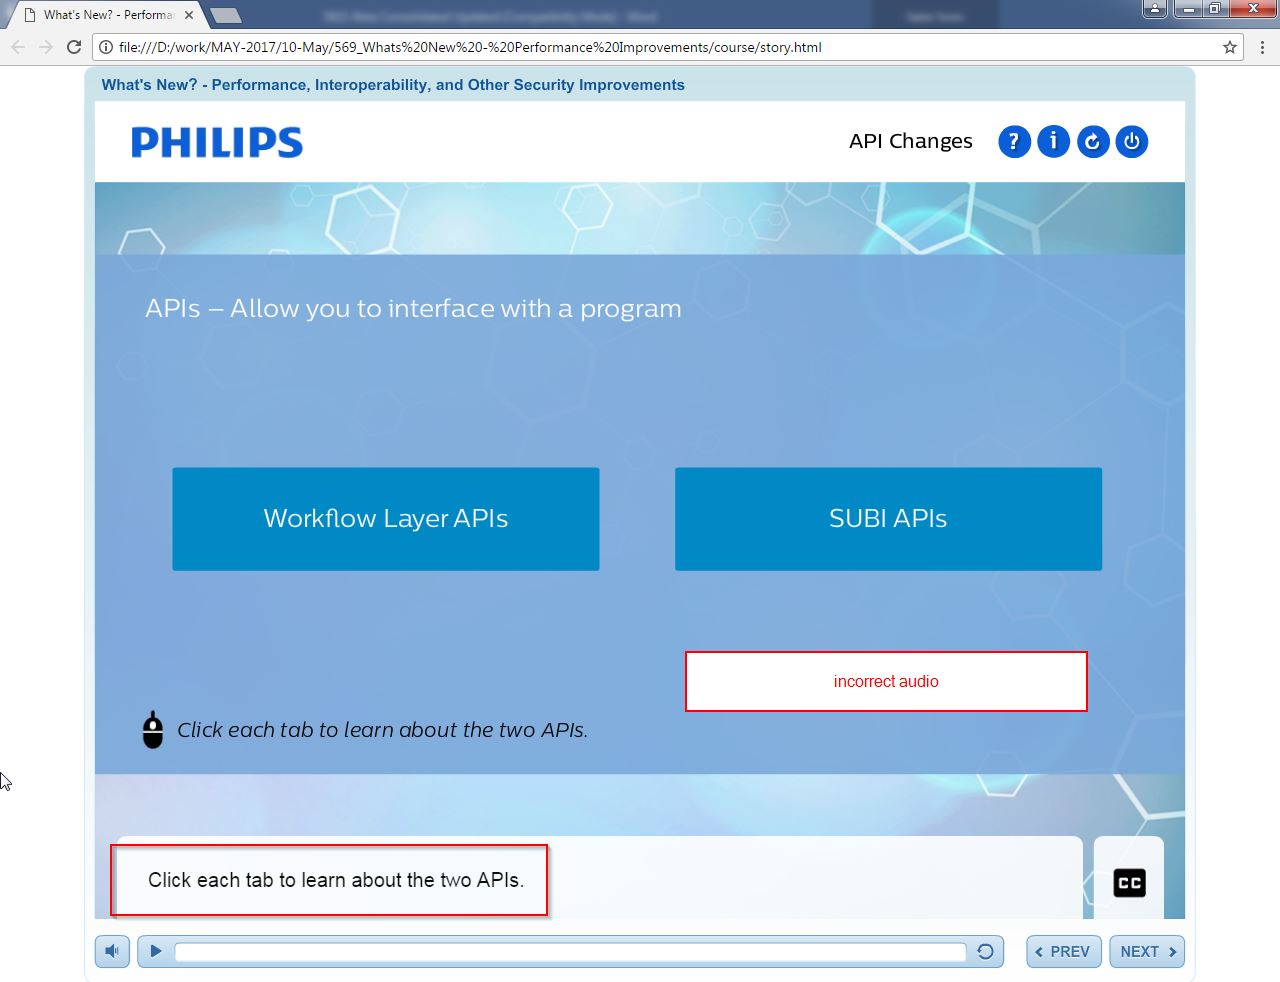 What's New? - Performa
file:///D:/work/MAY-2017/10-May/569_Whats%20New%20-%20Performance%20Improvements/course/story.html
What's New? - Performance, Interoperability, and Other Security Improvements
PHILIPS
API Changes
APIs – Allow you to interface with a program
Workflow Layer APIs
SUBI APIs
incorrect audio
Click each tab to learn about the two APIs.
Click each tab to learn about the two APIs.
CC
PREV
NEXT